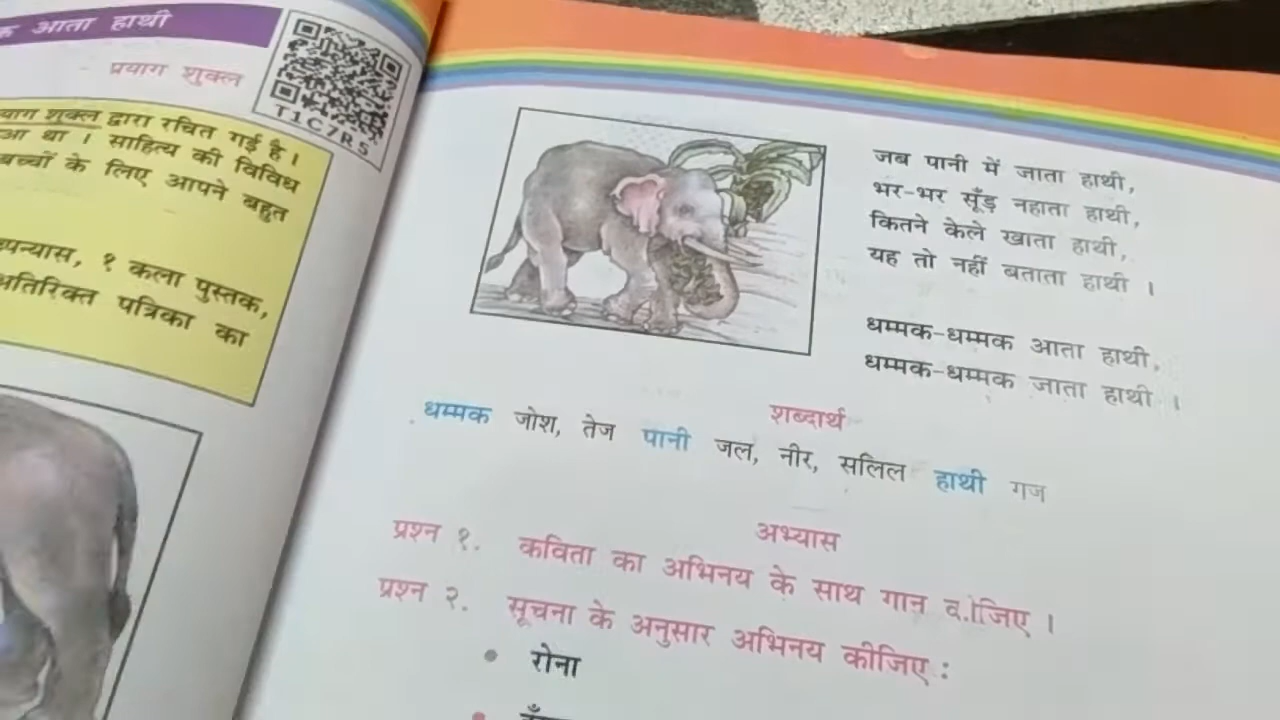 आता हाथी
प्रयाग शुक्ल
T1C7R5
शुक्ल द्वारा रचित गई है ।
था । साहित्य की विविध
बच्चों के लिए आपने बहुत
१ कला पुस्तक,
पत्रिका का
जब पानी में जाता हाथी,
भर-भर सूँड़ नहाता हाथी,
कितने केले खाता हाथी,
यह तो नहीं बताता हाथी ।
धम्मक-धम्मक आता हाथी,
धम्मक-धम्मक जाता हाथी ।
शब्दार्थ
धम्मक जोश, तेज पानी जल, नीर, सलिल हाथी गज
अभ्यास
प्रश्न १. कविता का अभिनय के साथ गान कीजिए ।
प्रश्न २. सूचना के अनुसार अभिनय कीजिए :
• रोना